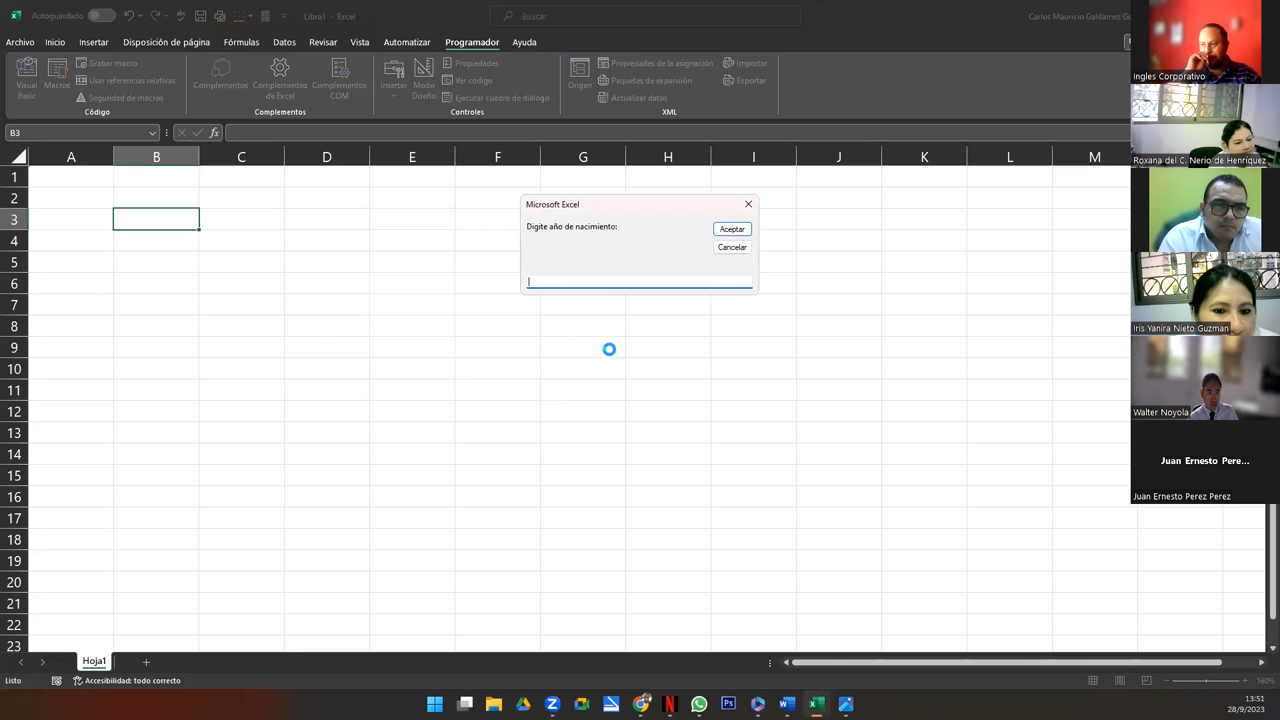 Autoguardado
Libro1 - Excel
Buscar
Carlos Mauricio Galdamez
Archivo Inicio Insertar Disposición de página Fórmulas Datos Revisar Vista Automatizar Programador Ayuda
Visual Basic
Macros
Grabar macro
Usar referencias relativas
Seguridad de macros
Código
Complementos
Complementos de Excel
Complementos COM
Complementos
Insertar
Modo Diseño
Propiedades
Ver código
Ejecutar cuadro de diálogo
Controles
Origen
Propiedades de la asignación
Paquetes de expansión
Actualizar datos
Importar
Exportar
XML
B3
fx
A B C D E F G H I J K L M
1
2
3
4
5
6
7
8
9
10
11
12
13
14
15
16
17
18
19
20
21
22
23
Microsoft Excel
Digite año de nacimiento:
Aceptar
Cancelar
Ingles Corporativo
Roxana del C. Nerio de Henríquez
Iris Yanira Nieto Guzman
Walter Noyola
Juan Ernesto Pere...
Juan Ernesto Perez Perez
Hoja1
Listo
Accesibilidad: todo correcto
160%
13:51
28/9/2023